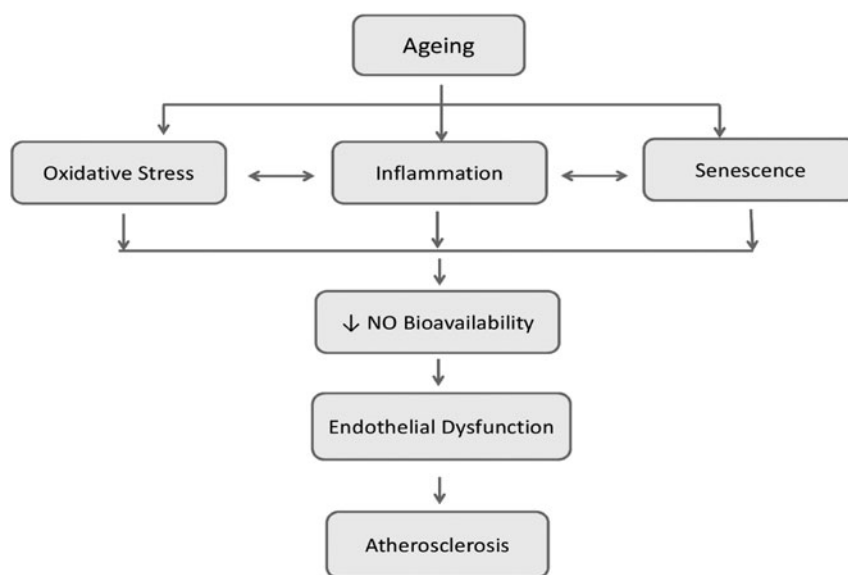 Ageing
Oxidative Stress
Inflammation
Senescence
↓ NO Bioavailability
Endothelial Dysfunction
Atherosclerosis